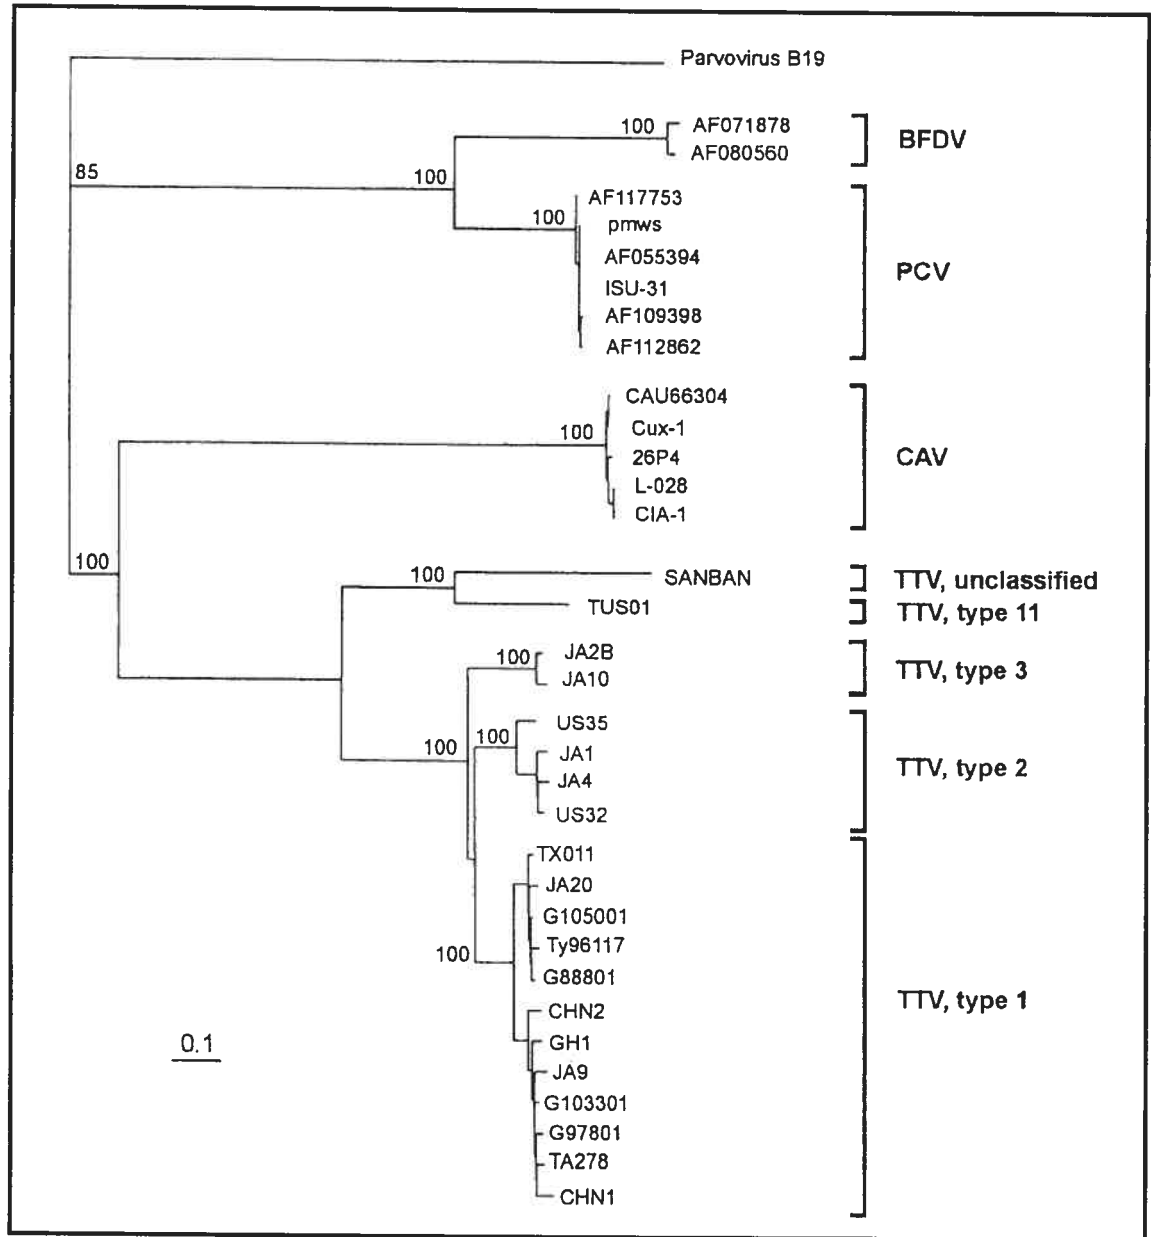 Parvovirus B19
100
AF071878
BFDV
AF080560
85
100
AF117753
100
pmws
AF055394
PCV
ISU-31
AF109398
AF112862
CAU66304
100
Cux-1
26P4
CAV
L-028
CIA-1
100
100
SANBAN
TTV, unclassified
TUS01
TTV, type 11
JA2B
100
JA10
TTV, type 3
US35
100
100
JA1
TTV, type 2
JA4
US32
TX011
JA20
G105001
Ty96117
100
G88801
TTV, type 1
CHN2
GH1
0.1
JA9
G103301
G97801
TA278
CHN1